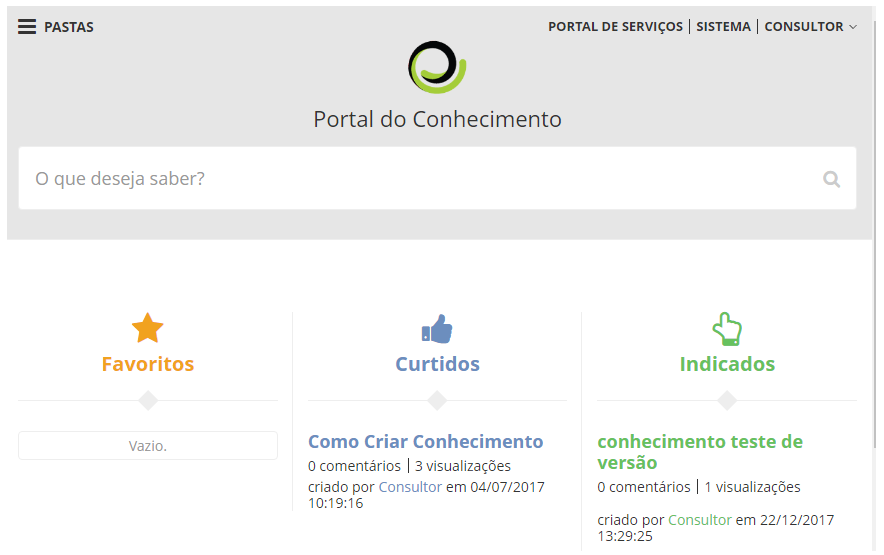 PASTAS
PORTAL DE SERVIÇOS | SISTEMA | CONSULTOR
Portal do Conhecimento
O que deseja saber?
Favoritos
Vazio.
Curtidos
Como Criar Conhecimento
0 comentários | 3 visualizações
criado por Consultor em 04/07/2017
10:19:16
Indicados
conhecimento teste de
versão
0 comentários | 1 visualizações
criado por Consultor em 22/12/2017
13:29:25